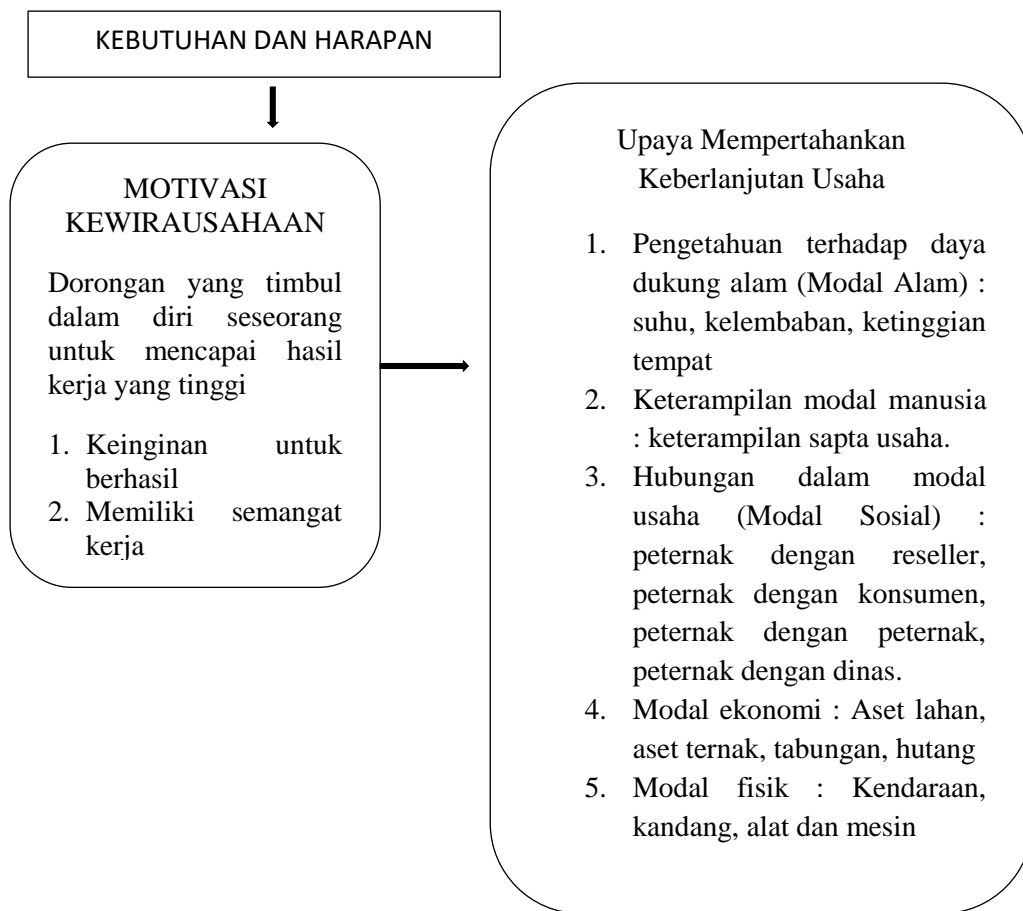 KEBUTUHAN DAN HARAPAN
MOTIVASI
KEWIRAUSAHAAN
Dorongan yang timbul
dalam diri seseorang
untuk mencapai hasil
kerja yang tinggi
1. Keinginan untuk
berhasil
2. Memiliki semangat
kerja
Upaya Mempertahankan
Keberlanjutan Usaha
1. Pengetahuan terhadap daya
dukung alam (Modal Alam) :
suhu, kelembaban, ketinggian
tempat
2. Keterampilan modal manusia
: keterampilan sapta usaha.
3. Hubungan dalam modal
usaha (Modal Sosial) :
peternak dengan reseller,
peternak dengan konsumen,
peternak dengan peternak,
peternak dengan dinas.
4. Modal ekonomi : Aset lahan,
aset ternak, tabungan, hutang
5. Modal fisik : Kendaraan,
kandang, alat dan mesin